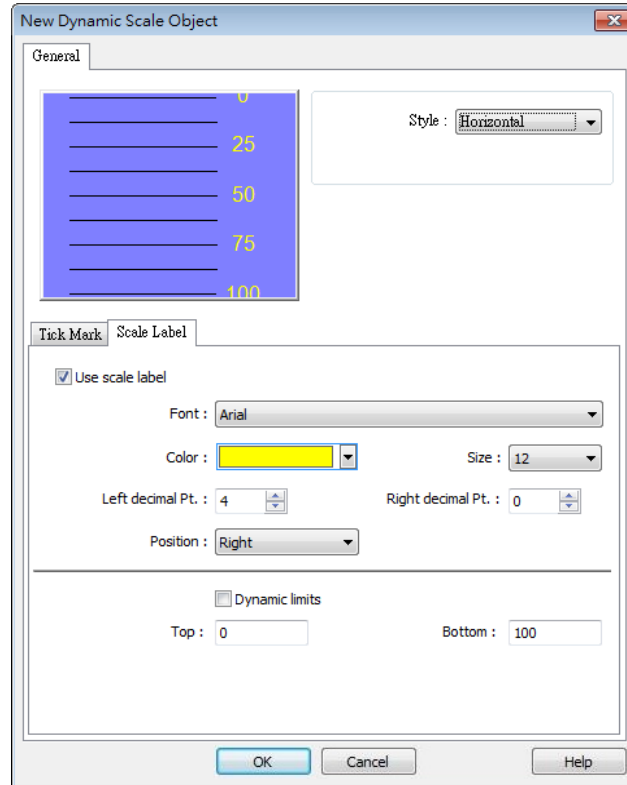 New Dynamic Scale Object
General
0
25
50
75
100
Style : Horizontal
Tick Mark Scale Label
Use scale label
Font : Arial
Color : Size : 12
Left decimal Pt. : 4 Right decimal Pt. : 0
Position : Right
Dynamic limits
Top : 0 Bottom : 100
OK Cancel Help